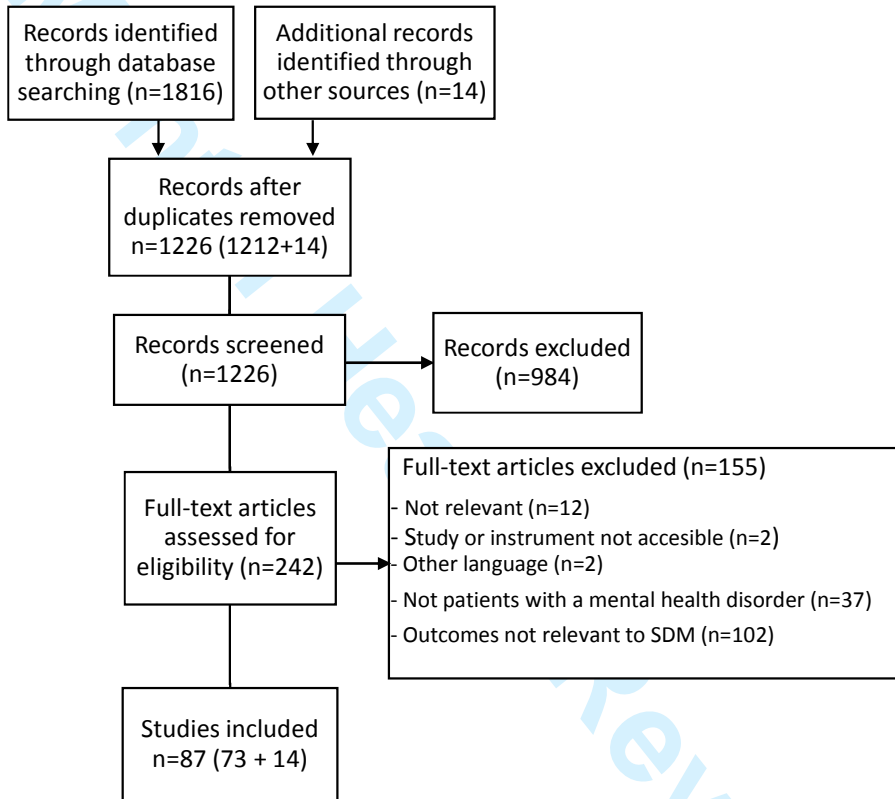 Records identified
through database
searching (n=1816)
Additional records
identified through
other sources (n=14)
Records after
duplicates removed
n=1226 (1212+14)
Records screened
(n=1226)
Records excluded
(n=984)
Full-text articles
assessed for
eligibility (n=242)
Full-text articles excluded (n=155)
- Not relevant (n=12)
- Study or instrument not accesible (n=2)
- Other language (n=2)
- Not patients with a mental health disorder (n=37)
- Outcomes not relevant to SDM (n=102)
Studies included
n=87 (73 + 14)